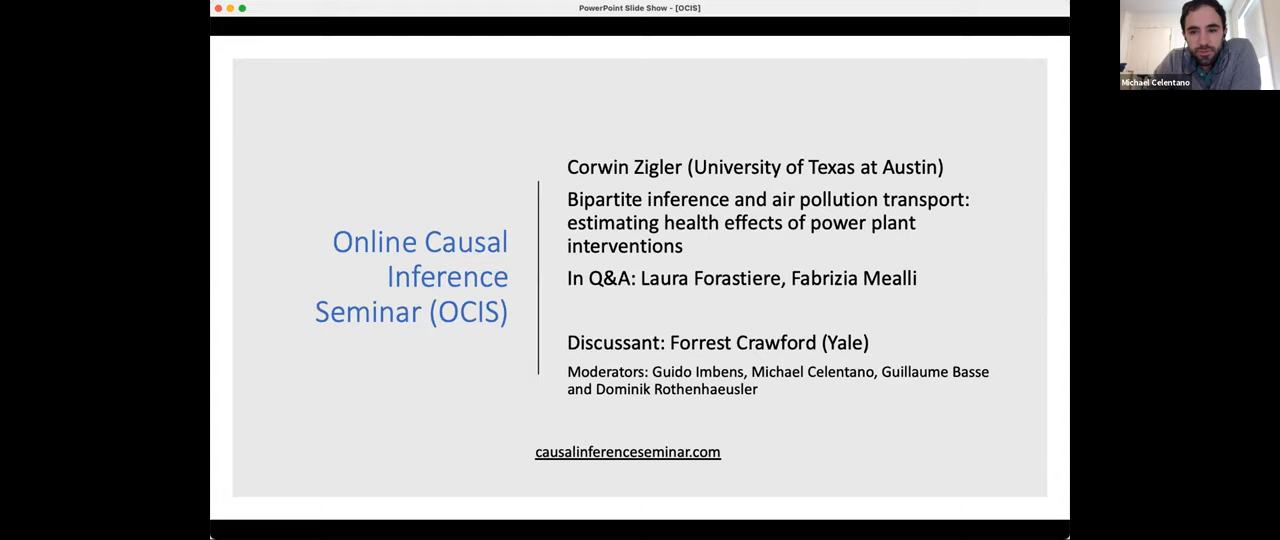 PowerPoint Slide Show - [OCIS]
Michael Celentano
Online Causal
Inference
Seminar (OCIS)
Corwin Zigler (University of Texas at Austin)
Bipartite inference and air pollution transport:
estimating health effects of power plant
interventions
In Q&A: Laura Forastiere, Fabrizia Mealli
Discussant: Forrest Crawford (Yale)
Moderators: Guido Imbens, Michael Celentano, Guillaume Basse
and Dominik Rothenhaeusler
causalinferenceseminar.com